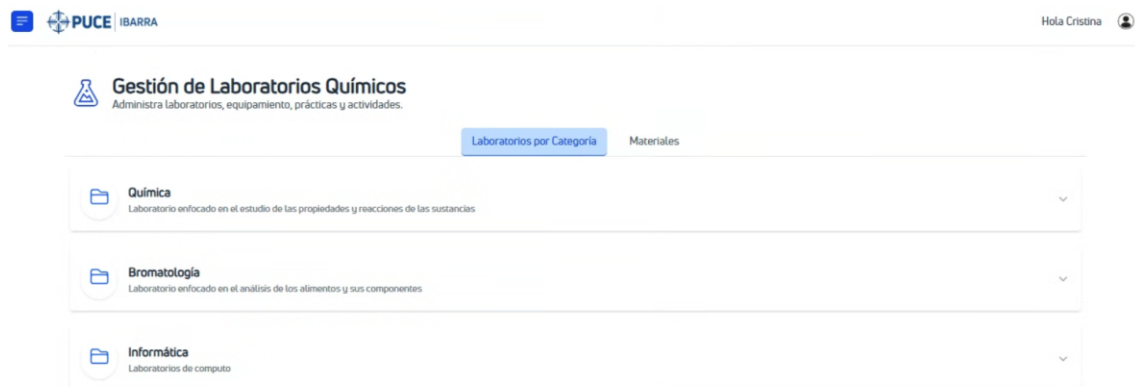 PUCE IBARRA
Hola Cristina
Gestión de Laboratorios Químicos
Administra laboratorios, equipamiento, prácticas y actividades.
Laboratorios por Categoría
Materiales
Química
Laboratorio enfocado en el estudio de las propiedades y reacciones de las sustancias
Bromatología
Laboratorio enfocado en el análisis de los alimentos y sus componentes
Informática
Laboratorios de computo